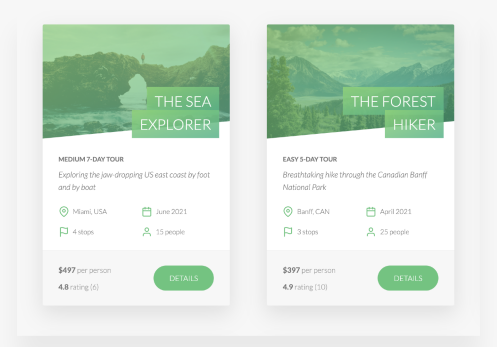 THE SEA
EXPLORER
MEDIUM 7-DAY TOUR
Exploring the jaw-dropping US east coast by foot
and by boat
Miami, USA
June 2021
4 stops
15 people
$497 per person
4.8 rating (6)
DETAILS
THE FOREST
HIKER
EASY 5-DAY TOUR
Breathtaking hike through the Canadian Banff
National Park
Banff, CAN
April 2021
3 stops
25 people
$397 per person
4.9 rating (10)
DETAILS